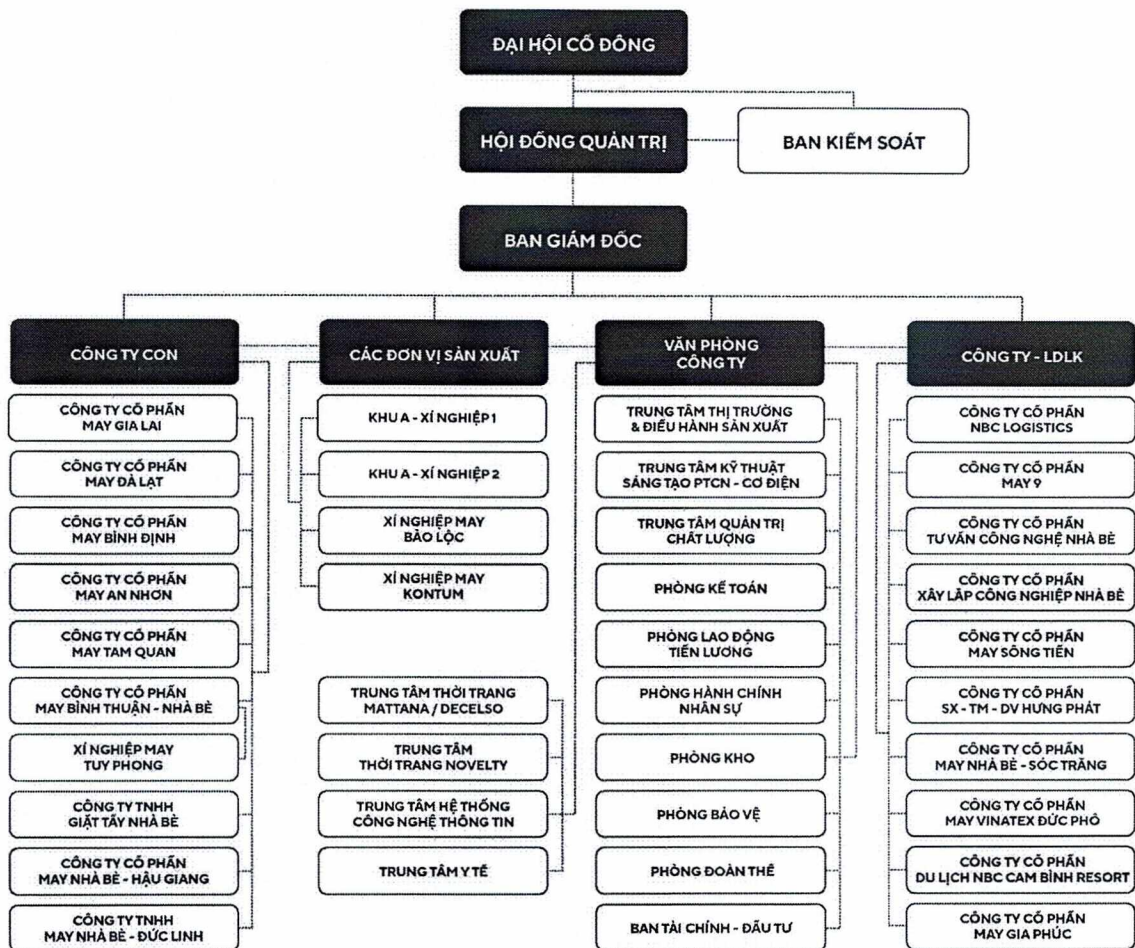 ĐẠI HỘI CỔ ĐÔNG
HỘI ĐỒNG QUẢN TRỊ
BAN KIỂM SOÁT
BAN GIÁM ĐỐC
CÔNG TY CON
CÔNG TY CỔ PHẦN
MAY GIA LAI
CÔNG TY CỔ PHẦN
MAY ĐÀ LẠT
CÔNG TY CỔ PHẦN
MAY BÌNH ĐỊNH
CÔNG TY CỔ PHẦN
MAY AN NHƠN
CÔNG TY CỔ PHẦN
MAY TAM QUAN
CÔNG TY CỔ PHẦN
MAY BÌNH THUẬN - NHÀ BÈ
XÍ NGHIỆP MAY
TUY PHONG
CÔNG TY TNHH
GIẶT TẨY NHÀ BÈ
CÔNG TY CỔ PHẦN
MAY NHÀ BÈ - HẬU GIANG
CÔNG TY TNHH
MAY NHÀ BÈ - ĐỨC LINH
CÁC ĐƠN VỊ SẢN XUẤT
KHU A - XÍ NGHIỆP 1
KHU A - XÍ NGHIỆP 2
XÍ NGHIỆP MAY
BẢO LỘC
XÍ NGHIỆP MAY
KONTUM
TRUNG TÂM THỜI TRANG
MATTANA / DECELSO
TRUNG TÂM
THỜI TRANG NOVELTY
TRUNG TÂM HỆ THỐNG
CÔNG NGHỆ THÔNG TIN
TRUNG TÂM Y TẾ
VĂN PHÒNG
CÔNG TY
TRUNG TÂM THỊ TRƯỜNG
& ĐIỀU HÀNH SẢN XUẤT
TRUNG TÂM KỸ THUẬT
SÁNG TẠO PTCN - CƠ ĐIỆN
TRUNG TÂM QUẢN TRỊ
CHẤT LƯỢNG
PHÒNG KẾ TOÁN
PHÒNG LAO ĐỘNG
TIỀN LƯƠNG
PHÒNG HÀNH CHÍNH
NHÂN SỰ
PHÒNG KHO
PHÒNG BẢO VỆ
PHÒNG ĐOÀN THỂ
BAN TÀI CHÍNH - ĐẦU TƯ
CÔNG TY - LDLK
CÔNG TY CỔ PHẦN
NBC LOGISTICS
CÔNG TY CỔ PHẦN
MAY 9
CÔNG TY CỔ PHẦN
TƯ VẤN CÔNG NGHỆ NHÀ BÈ
CÔNG TY CỔ PHẦN
XÂY LẮP CÔNG NGHIỆP NHÀ BÈ
CÔNG TY CỔ PHẦN
MAY SÔNG TIỀN
CÔNG TY CỔ PHẦN
SX - TM - DV HƯNG PHÁT
CÔNG TY CỔ PHẦN
MAY NHÀ BÈ - SÓC TRĂNG
CÔNG TY CỔ PHẦN
MAY VINATEX ĐỨC PHỔ
CÔNG TY CỔ PHẦN
DU LỊCH NBC CAM BÌNH RESORT
CÔNG TY CỔ PHẦN
MAY GIA PHÚC